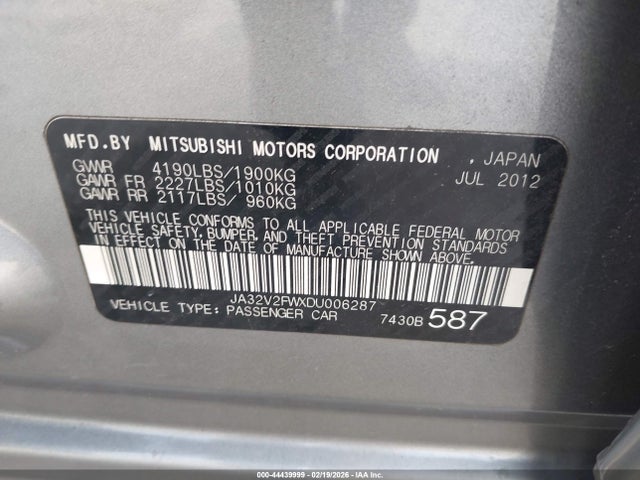 MFD.BY MITSUBISHI MOTORS CORPORATION , JAPAN
GVWR 4190LBS/1900KG JUL 2012
GAWR FR 2227LBS/1010KG
GAWR RR 2117LBS/ 960KG
THIS VEHICLE CONFORMS TO ALL APPLICABLE FEDERAL MOTOR
VEHICLE SAFETY, BUMPER, AND THEFT PREVENTION STANDARDS
IN EFFECT ON THE DATE OF MANUFACTURE SHOWN ABOVE.
JA32V2FWXDU006287
VEHICLE TYPE: PASSENGER CAR 7430B 587
000-44439999 - 02/19/2026 - IAA Inc.